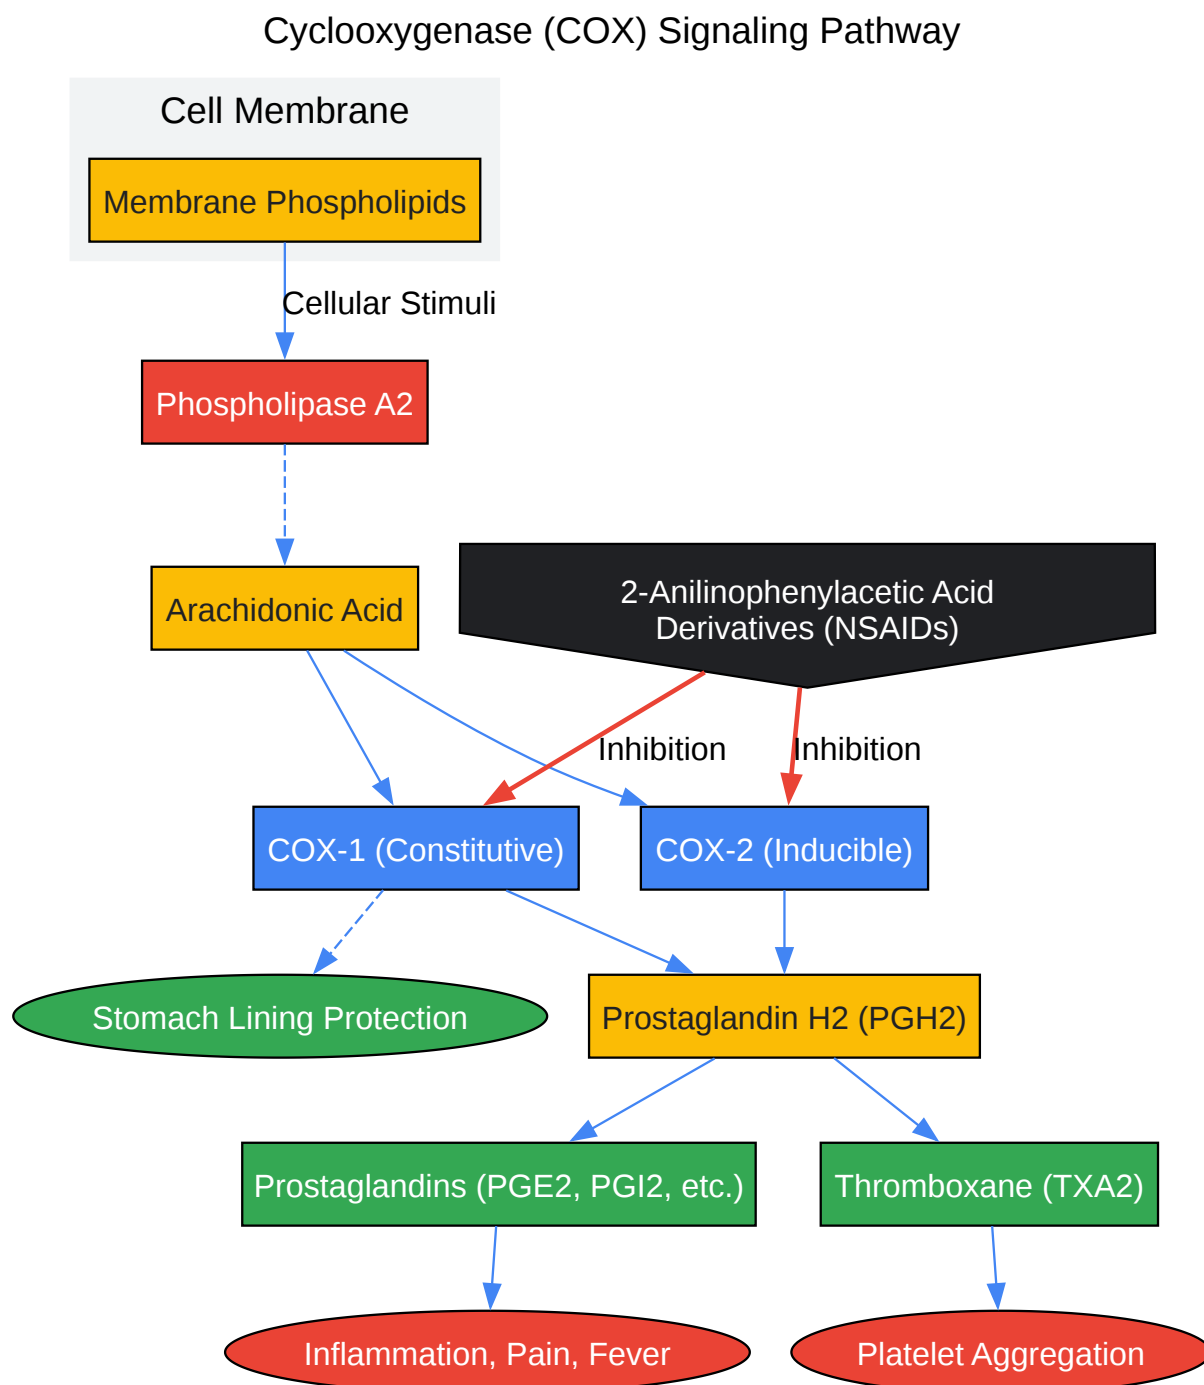 Cyclooxygenase (COX) Signaling Pathway
Cell Membrane
Membrane Phospholipids
Cellular Stimuli
Phospholipase A2
Arachidonic Acid
2-Anilinophenylacetic Acid
Derivatives (NSAIDs)
Inhibition
Inhibition
COX-1 (Constitutive)
COX-2 (Inducible)
Stomach Lining Protection
Prostaglandin H2 (PGH2)
Prostaglandins (PGE2, PGI2, etc.)
Thromboxane (TXA2)
Inflammation, Pain, Fever
Platelet Aggregation